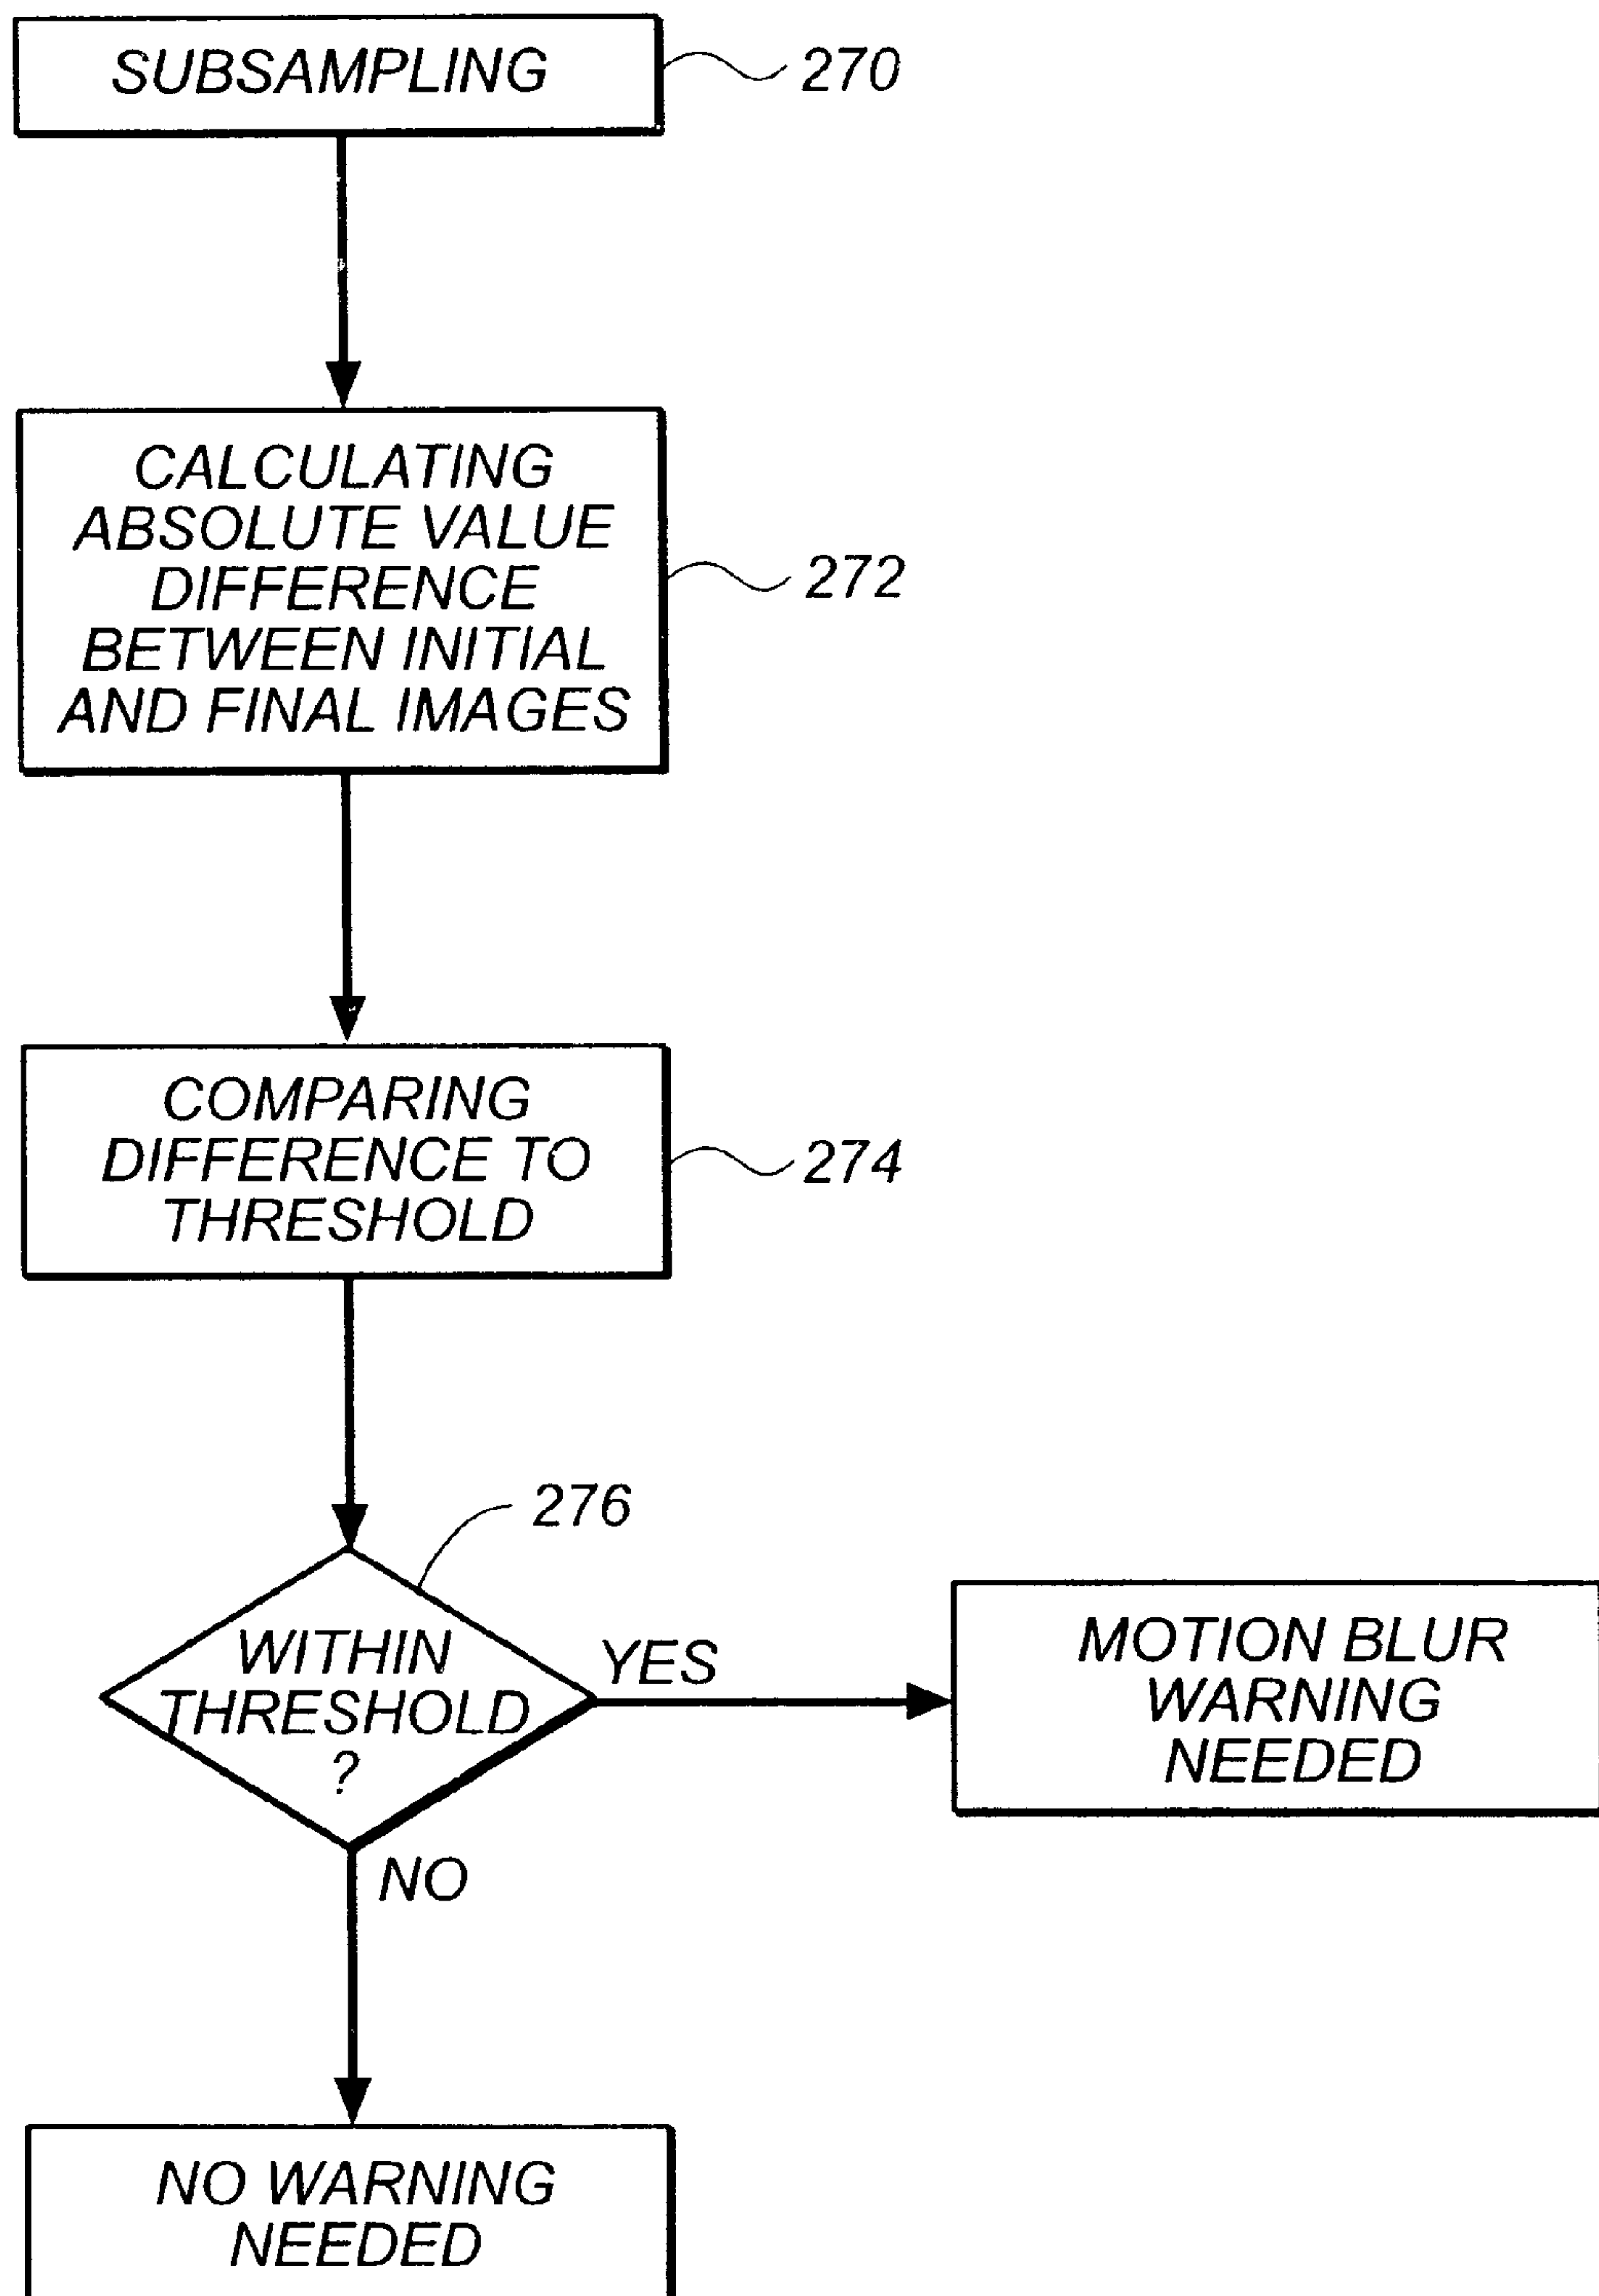 SUBSAMPLING
270
CALCULATING
ABSOLUTE VALUE
DIFFERENCE
BETWEEN INITIAL
AND FINAL IMAGES
272
COMPARING
DIFFERENCE TO
THRESHOLD
274
276
WITHIN
THRESHOLD
?
YES
MOTION BLUR
WARNING
NEEDED
NO
NO WARNING
NEEDED